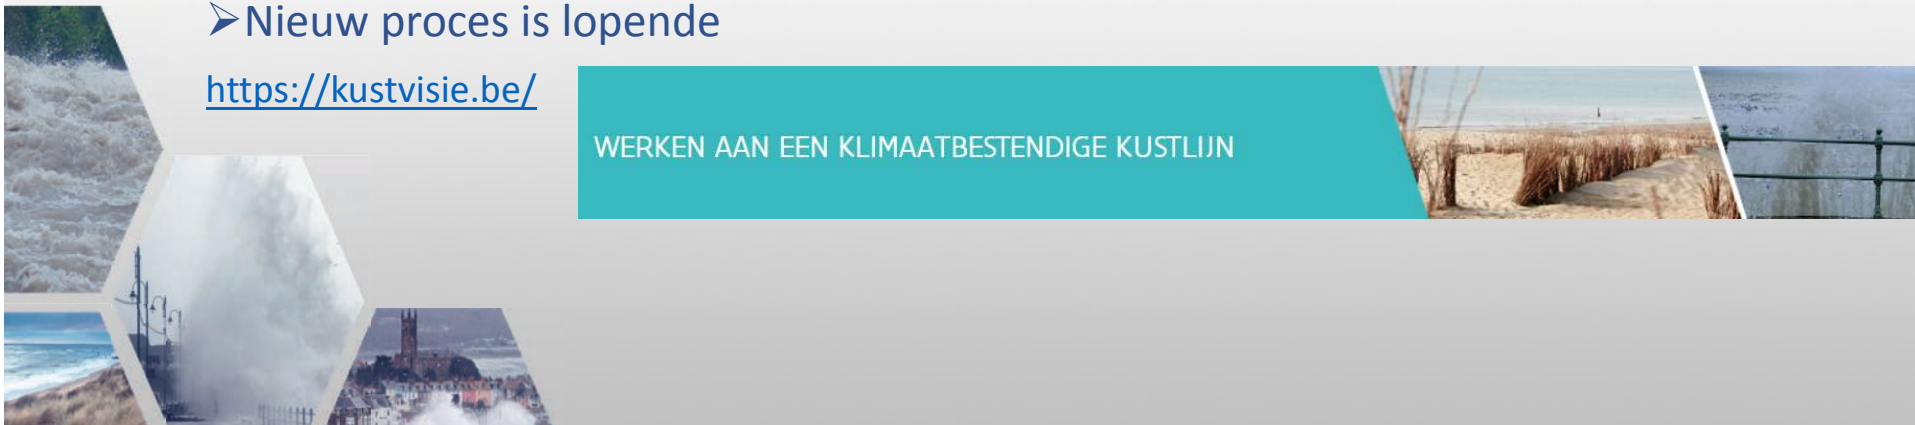 ➢Nieuw proces is lopende
https://kustvisie.be/
WERKEN AAN EEN KLIMAATBESTENDIGE KUSTLIJN